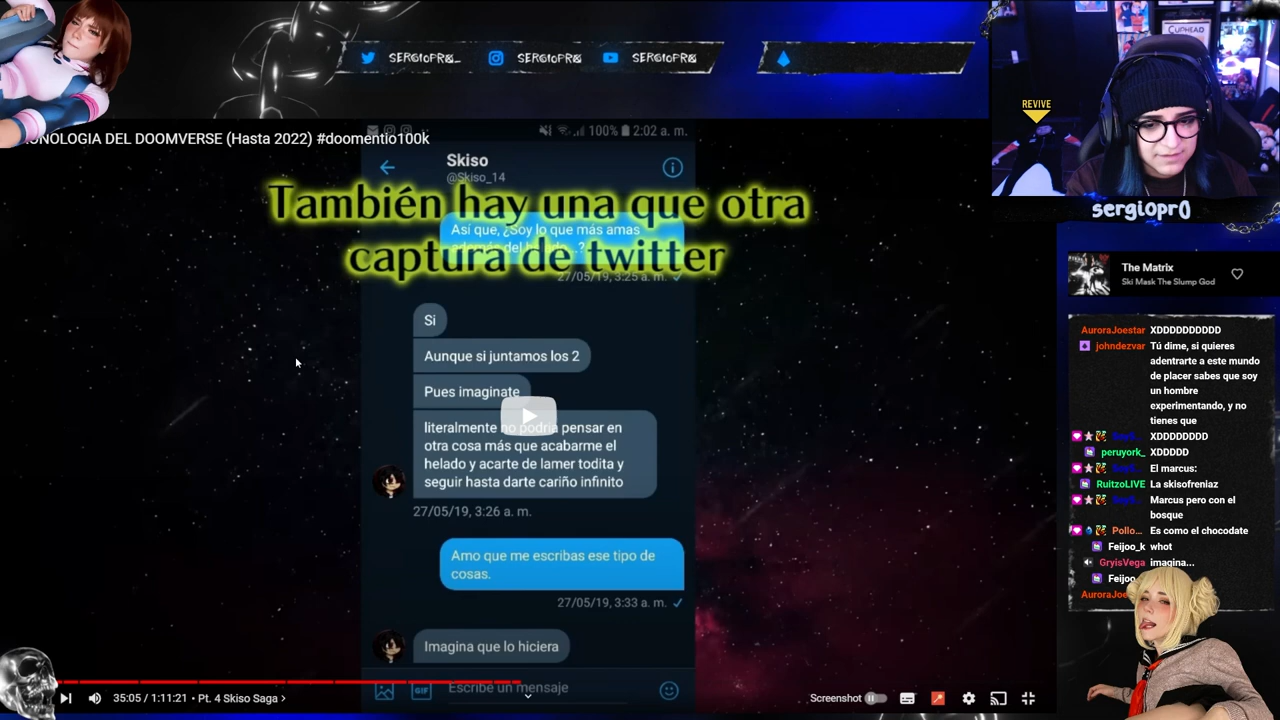 SERGIOPR0_
SERGIOPR0
SERGIOPR0
REVIVE
NOLOGIA DEL DOOMVERSE (Hasta 2022) #doomentio100k
100% 2:02 a. m.
Skiso
@Skiso_14
También hay una que otra
captura de twitter
Así que, ¿Soy lo que más amas
27/05/19, 3:25 a. m.
Si
Aunque si juntamos los 2
Pues imaginate
literalmente no podría pensar en
otra cosa más que acabarme el
helado y acarte de lamer todita y
seguir hasta darte cariño infinito
27/05/19, 3:26 a. m.
Amo que me escribas ese tipo de
cosas.
27/05/19, 3:33 a. m.
Imagina que lo hiciera
GIF
Escribe un mensaje
35:05 / 1:11:21 • Pt. 4 Skiso Saga ›
Screenshot
CUPHEAD
sergiopr0
The Matrix
Ski Mask The Slump God
AuroraJoestar XDDDDDDDDDD
johndezvar Tú dime, si quieres
adentrarte a este mundo
de placer sabes que soy
un hombre
experimentando, y no
tienes que
XDDDDDDDD
peruyork_ XDDDDD
El marcus:
RuitzoLIVE La skisofreniaz
Marcus pero con el
bosque
Pollo... Es como el chocodate
Feijoo_k whot
GryisVega imagina...
Feijoo
AuroraJoe